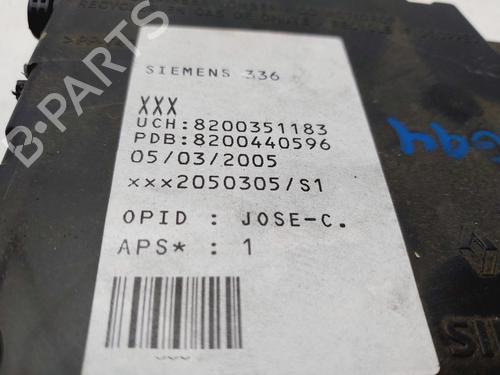 SIEMENS 336
XXX
UCH:8200351183
PDB:8200440596
05/03/2005
xxx2050305/S1
OPID : JOSE-C.
APS* : 1
B-PARTS